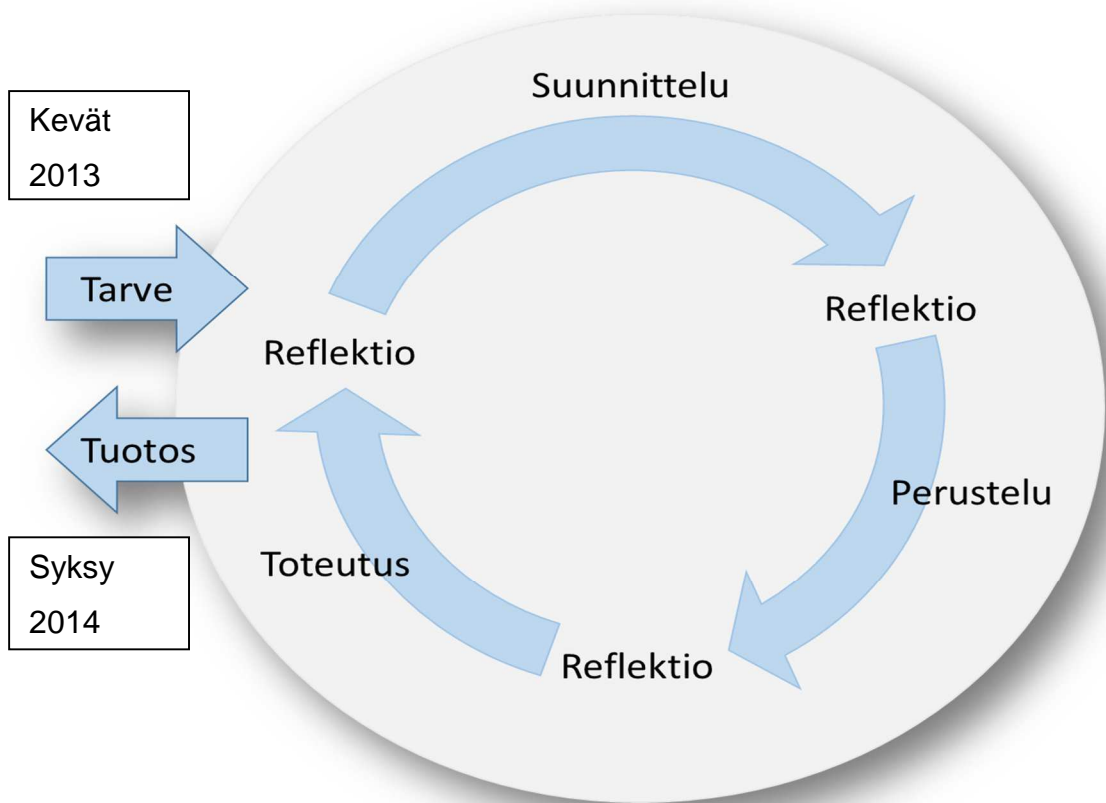 Suunnittelu
Kevät
2013
Tarve
Reflektio
Reflektio
Tuotos
Perustelu
Toteutus
Syksy
2014
Reflektio